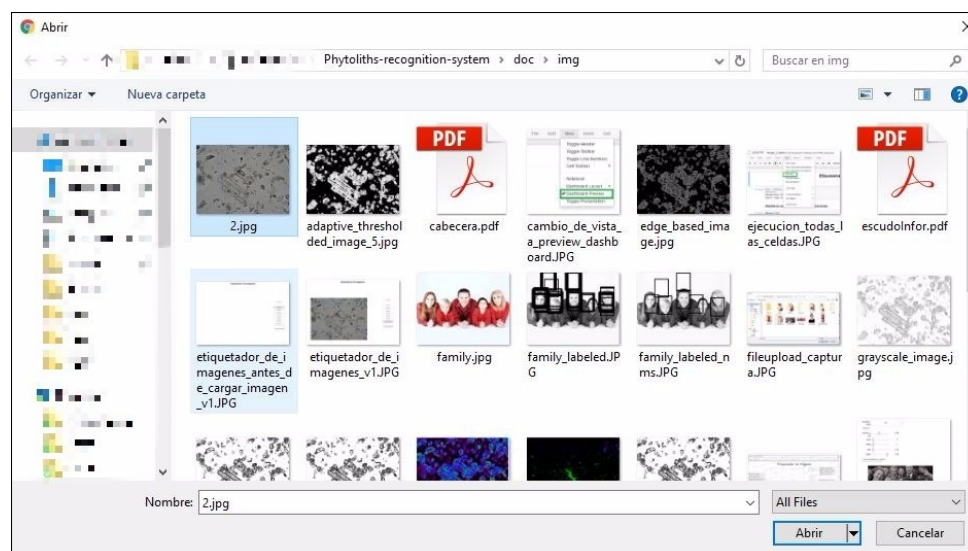 Abrir
Phytoliths-recognition-system > doc > img
Buscar en img
Organizar
Nueva carpeta
PDF
PDF
2.jpg
adaptive_threshol
ded_image_5.jpg
cabecera.pdf
cambio_de_vista_
a_preview_dashb
oard.JPG
edge_based_ima
ge.jpg
ejecucion_todas_l
as_celdas.JPG
escudoInfor.pdf
etiquetador_de_i
magenes_antes_d
e_cargar_imagen
_v1.JPG
etiquetador_de_i
magenes_v1.JPG
family.jpg
family_labeled.JP
G
family_labeled_n
ms.JPG
fileupload_captur
a.JPG
grayscale_image.j
pg
Nombre: 2.jpg
All Files
Abrir
Cancelar